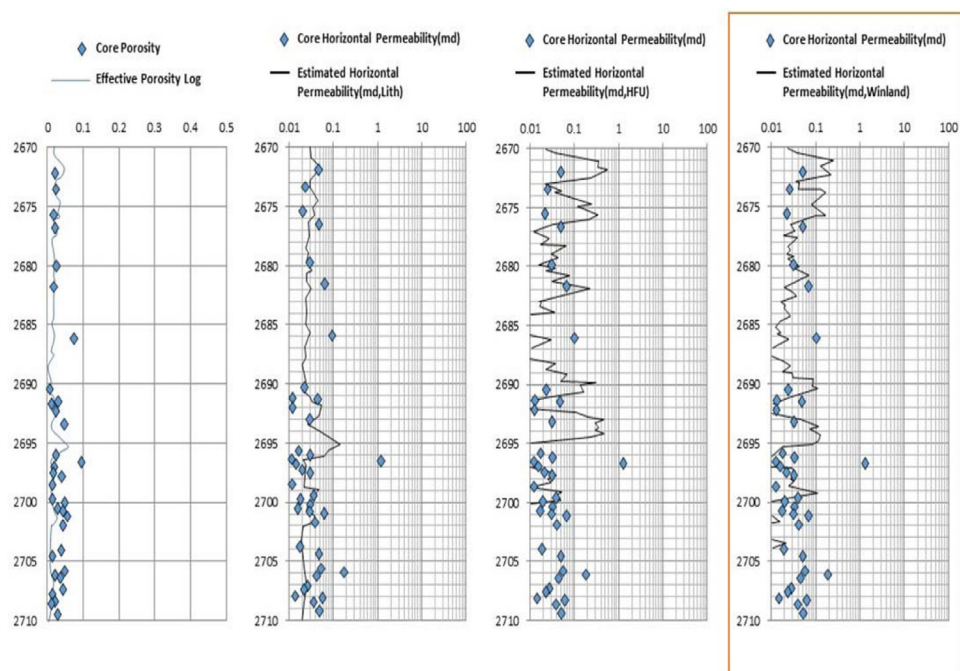 Core Porosity
Effective Porosity Log
0 0.1 0.2 0.3 0.4 0.5
2670
2675
2680
2685
2690
2695
2700
2705
2710
Core Horizontal Permeability(md)
Estimated Horizontal
Permeability(md,Lith)
0.01 0.1 1 10 100
2670
2675
2680
2685
2690
2695
2700
2705
2710
Core Horizontal Permeability(md)
Estimated Horizontal
Permeability(md,HFU)
0.01 0.1 1 10 100
2670
2675
2680
2685
2690
2695
2700
2705
2710
Core Horizontal Permeability(md)
Estimated Horizontal
Permeability(md,Winland)
0.01 0.1 1 10 100
2670
2675
2680
2685
2690
2695
2700
2705
2710